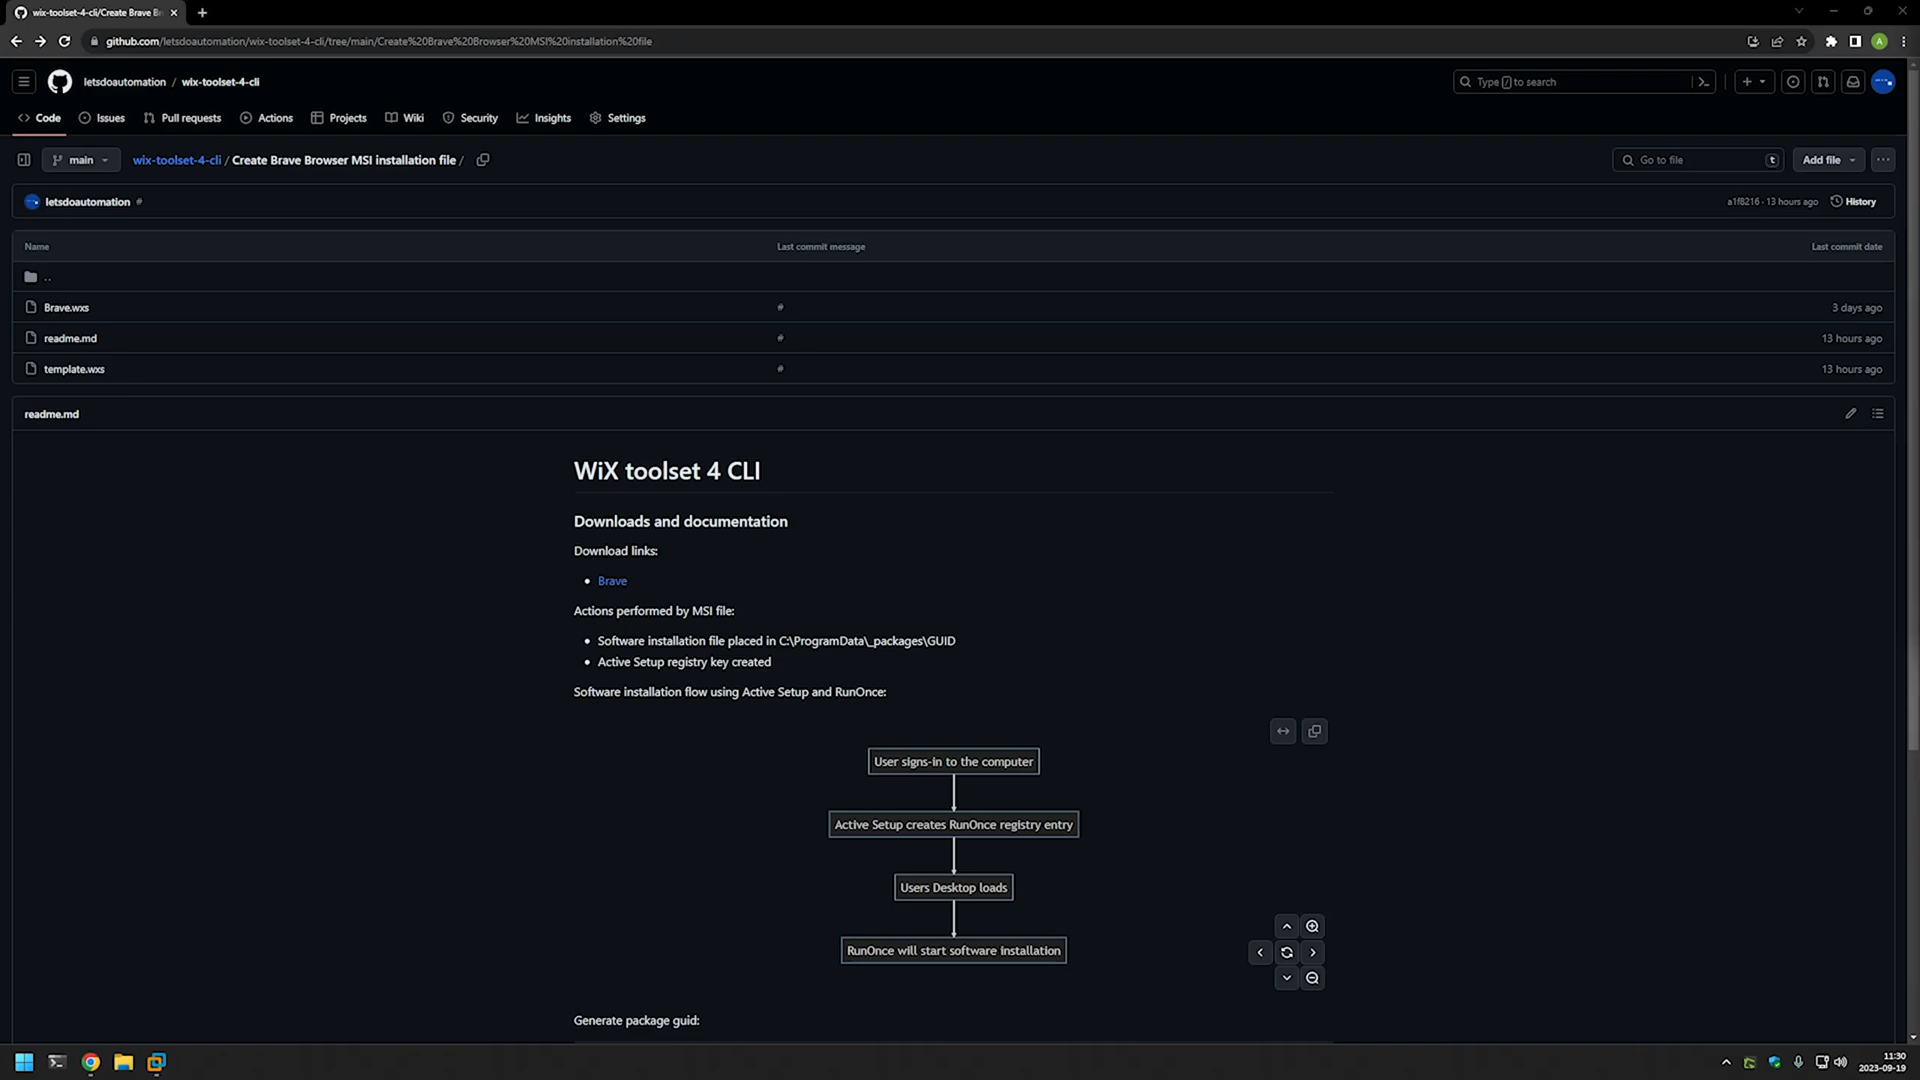 wix-toolset-4-cli/Create Brave Br
github.com/letsdoautomation/wix-toolset-4-cli/tree/main/Create%20Brave%20Browser%20MSI%20installation%20file
A
letsdoautomation / wix-toolset-4-cli
Type / to search
Code Issues Pull requests Actions Projects Wiki Security Insights Settings
main wix-toolset-4-cli / Create Brave Browser MSI installation file /
Go to file t Add file
letsdoautomation #
a1f8216 · 13 hours ago History
Name Last commit message Last commit date
..
Brave.wxs # 3 days ago
readme.md # 13 hours ago
template.wxs # 13 hours ago
readme.md
WiX toolset 4 CLI
Downloads and documentation
Download links:
• Brave
Actions performed by MSI file:
• Software installation file placed in C:\ProgramData\_packages\GUID
• Active Setup registry key created
Software installation flow using Active Setup and RunOnce:
User signs-in to the computer
Active Setup creates RunOnce registry entry
Users Desktop loads
RunOnce will start software installation
Generate package guid:
11:30
2023-09-19